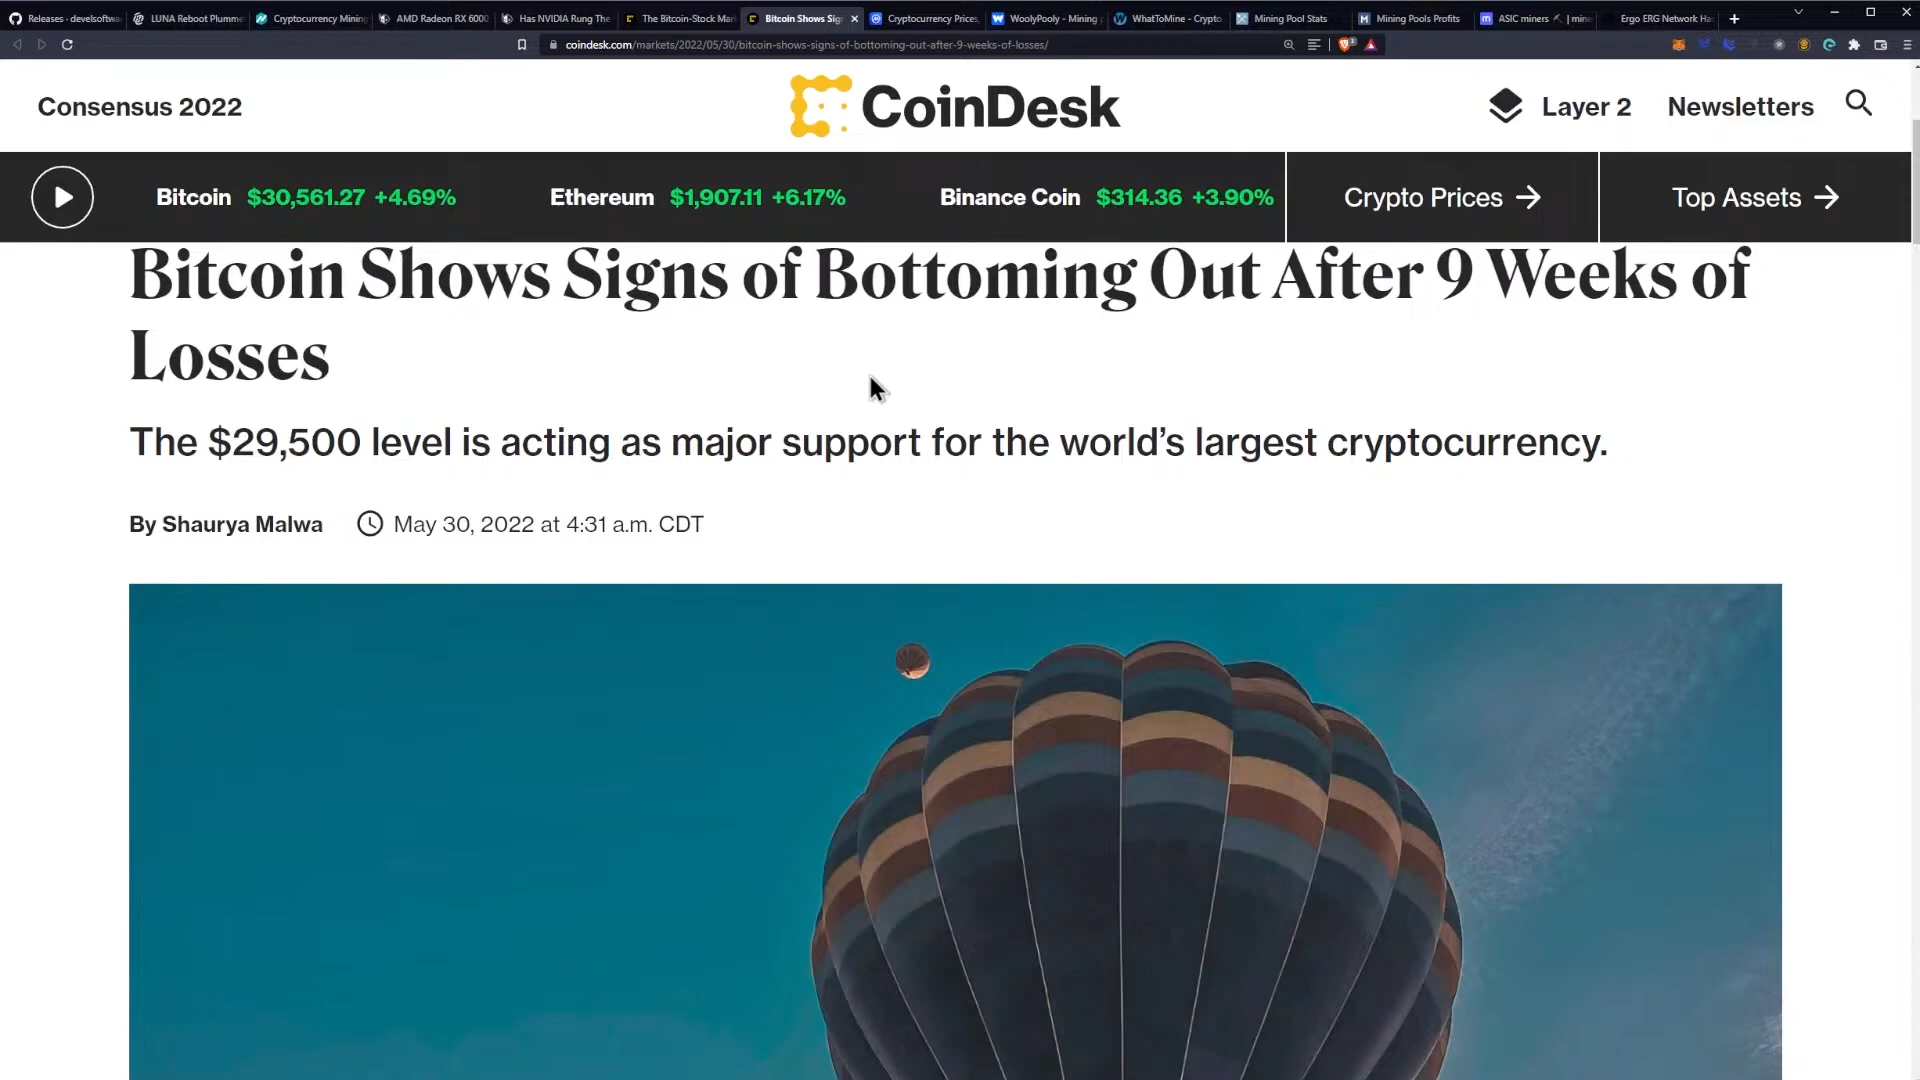 Releases - develsoftwa
LUNA Reboot Plumme
Cryptocurrency Mining
AMD Radeon RX 6000
Has NVIDIA Rung The
The Bitcoin-Stock Mar
Bitcoin Shows Sig
Cryptocurrency Prices,
WoolyPooly - Mining
WhatToMine - Crypto
Mining Pool Stats
Mining Pools Profits
ASIC miners
Ergo ERG Network Ha
coindesk.com/markets/2022/05/30/bitcoin-shows-signs-of-bottoming-out-after-9-weeks-of-losses/
Consensus 2022
CoinDesk
Layer 2
Newsletters
Bitcoin $30,561.27 +4.69%
Ethereum $1,907.11 +6.17%
Binance Coin $314.36 +3.90%
Crypto Prices →
Top Assets →
Bitcoin Shows Signs of Bottoming Out After 9 Weeks of
Losses
The $29,500 level is acting as major support for the world’s largest cryptocurrency.
By Shaurya Malwa
May 30, 2022 at 4:31 a.m. CDT